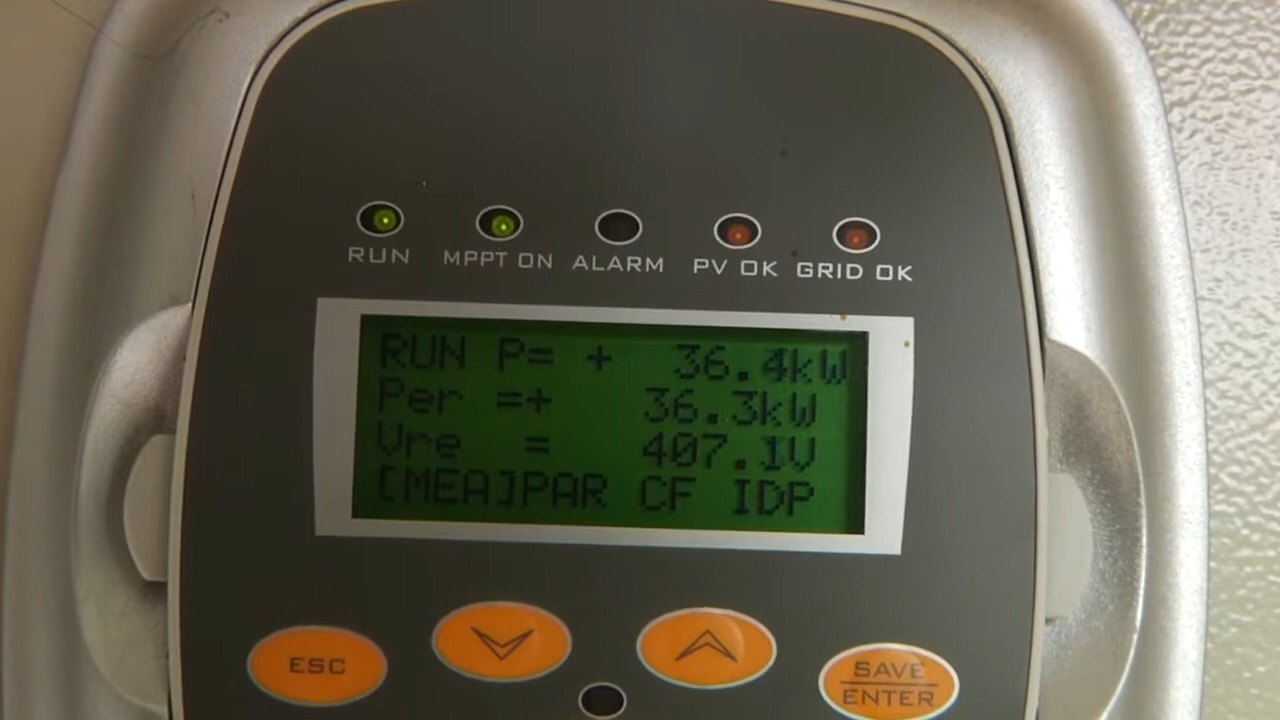 RUN MPPT ON ALARM PV OK GRID OK
RUN P= + 36.4kW
Per =+ 36.3kW
Vre = 407.1V
[MEA]PAR CF IDP
ESC
SAVE
ENTER